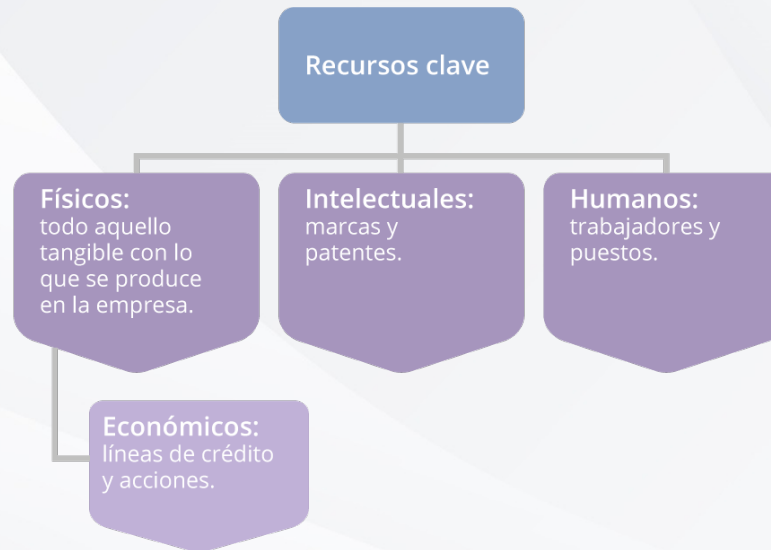 Recursos clave
Físicos:
todo aquello
tangible con lo
que se produce
en la empresa.
Intelectuales:
marcas y
patentes.
Humanos:
trabajadores y
puestos.
Económicos:
líneas de crédito
y acciones.